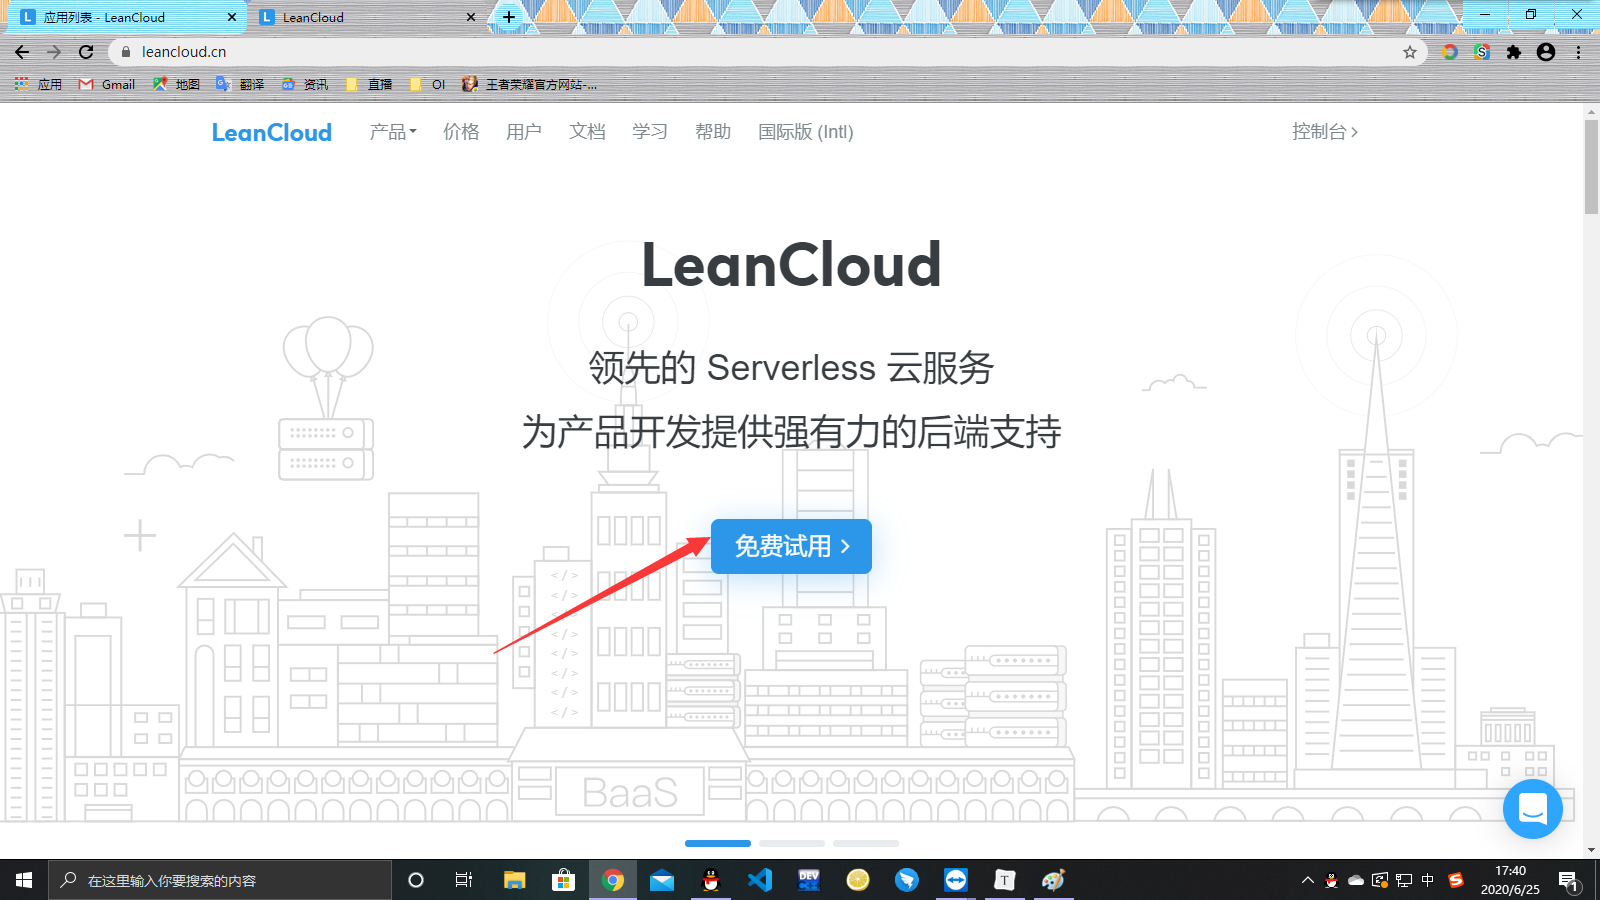 应用列表 - LeanCloud
LeanCloud
leancloud.cn
应用
Gmail
地图
翻译
资讯
直播
OI
王者荣耀官方网站-...
LeanCloud
产品
价格
用户
文档
学习
帮助
国际版 (Intl)
控制台
LeanCloud
领先的 Serverless 云服务
为产品开发提供强有力的后端支持
免费试用
</>
</>
</>
</>
</>
</>
</>
BaaS
在这里输入你要搜索的内容
DEV
T
中
S
17:40
2020/6/25
1